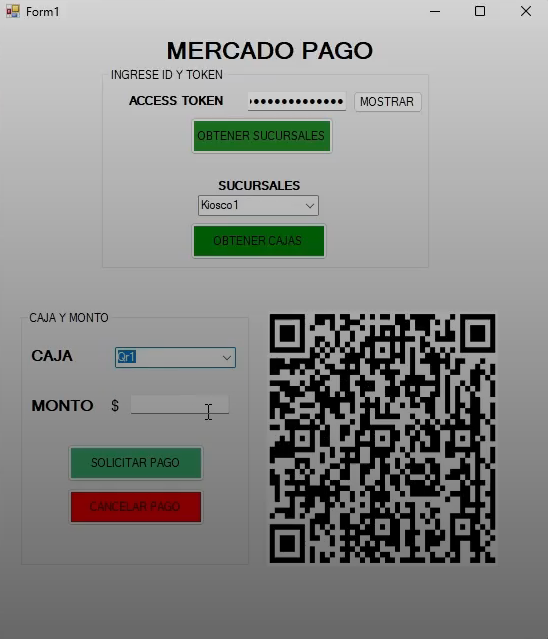 Form1
MERCADO PAGO
INGRESE ID Y TOKEN
ACCESS TOKEN ●●●●●●●●●●●●●● MOSTRAR
OBTENER SUCURSALES
SUCURSALES
Kiosco1
OBTENER CAJAS
CAJA Y MONTO
CAJA Qr1
MONTO $
SOLICITAR PAGO
CANCELAR PAGO